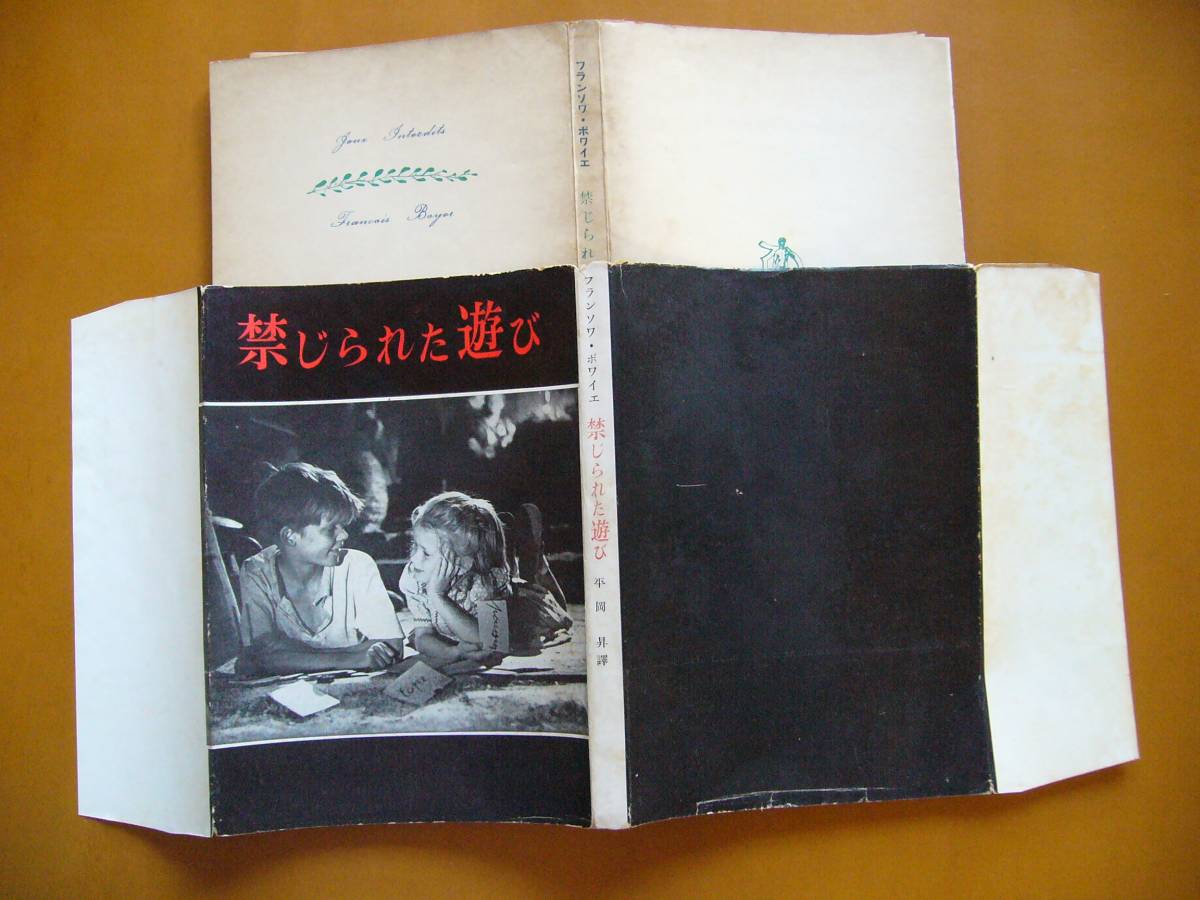 Jeux Interdits
François Boyer
フランソワ・ボワイエ 禁じられ
禁じられた遊び
フランソワ・ボワイエ 禁じられた遊び 平岡昇譯
taupe